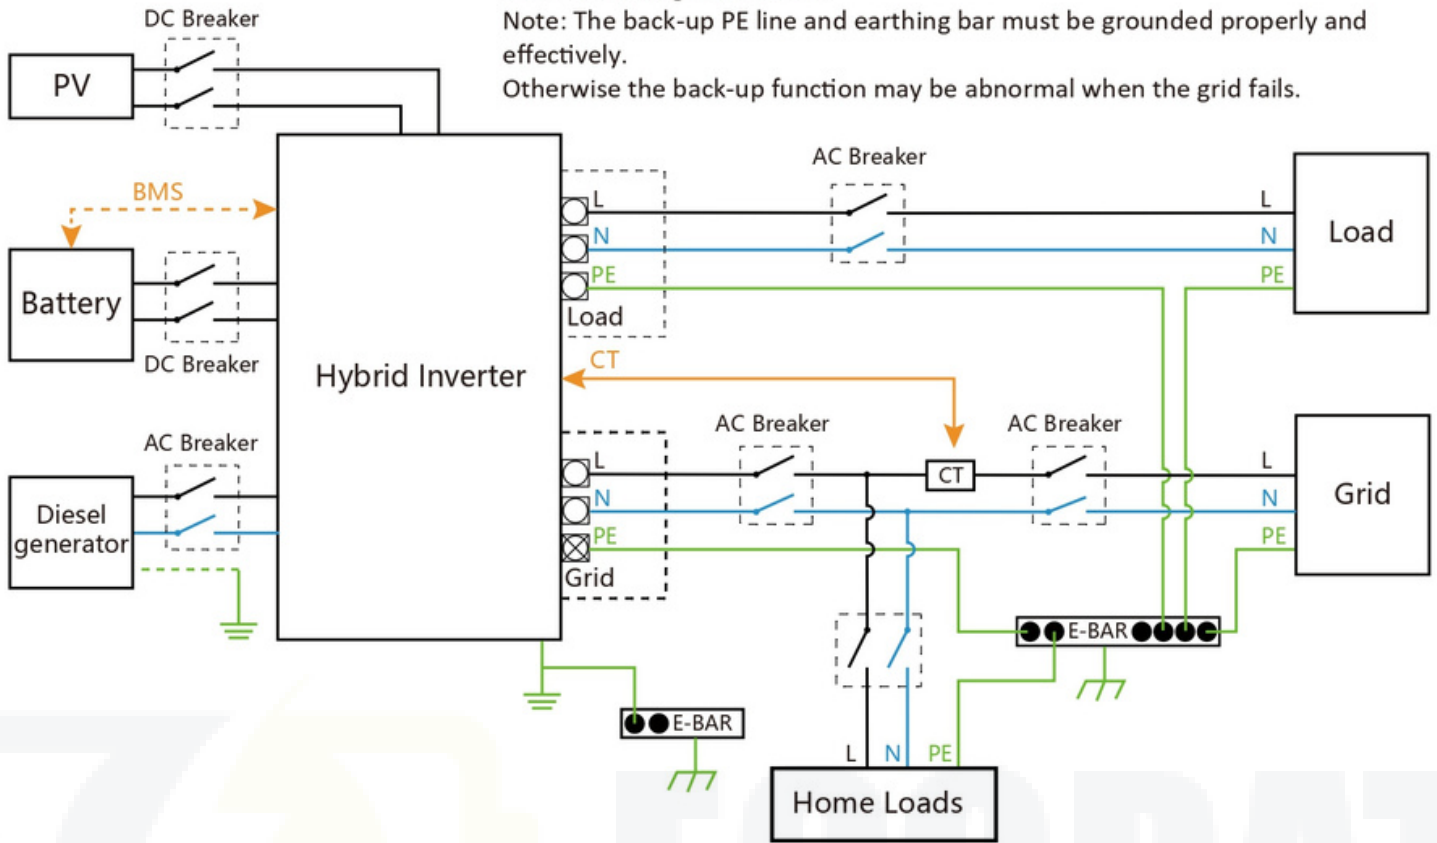 DC Breaker
Note: The back-up PE line and earthing bar must be grounded properly and
effectively.
Otherwise the back-up function may be abnormal when the grid fails.
PV
AC Breaker
BMS
L
L
N
N
Load
PE
PE
Battery
Load
DC Breaker
CT
Hybrid Inverter
AC Breaker
AC Breaker
AC Breaker
L
CT
L
N
N
Grid
Diesel
generator
PE
PE
Grid
E-BAR
E-BAR
L
N
PE
Home Loads